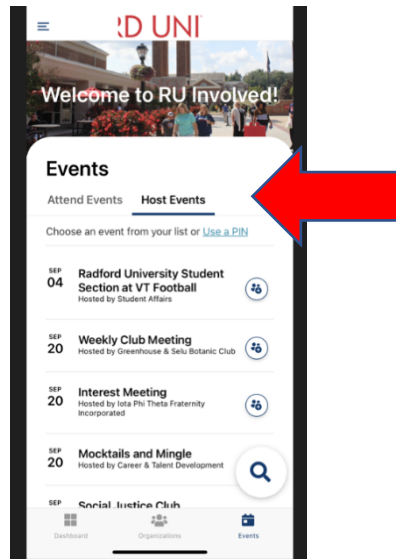 RD UNI
Welcome to RU Involved!
Events
Attend Events Host Events
Choose an event from your list or Use a PIN
SEP
04
Radford University Student
Section at VT Football
Hosted by Student Affairs
SEP
20
Weekly Club Meeting
Hosted by Greenhouse & Selu Botanic Club
SEP
20
Interest Meeting
Hosted by Iota Phi Theta Fraternity
Incorporated
SEP
20
Mocktails and Mingle
Hosted by Career & Talent Development
SEP
Social Justice Club
Dashboard Organizations Events